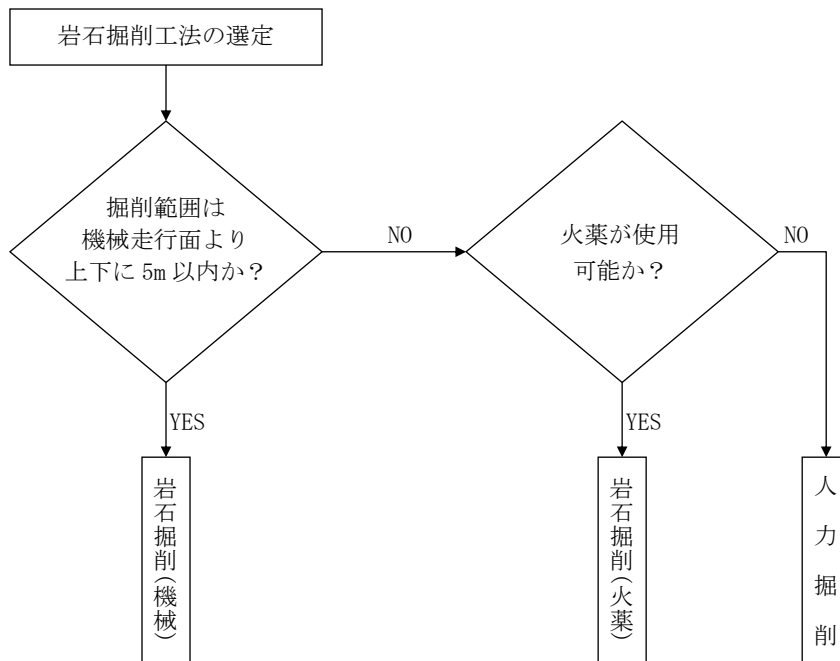 岩石掘削工法の選定
掘削範囲は
機械走行面より
上下に 5m 以内か？
NO
火薬が使用
可能か？
NO
YES
YES
岩石掘削(機械)
岩石掘削(火薬)
人力掘削